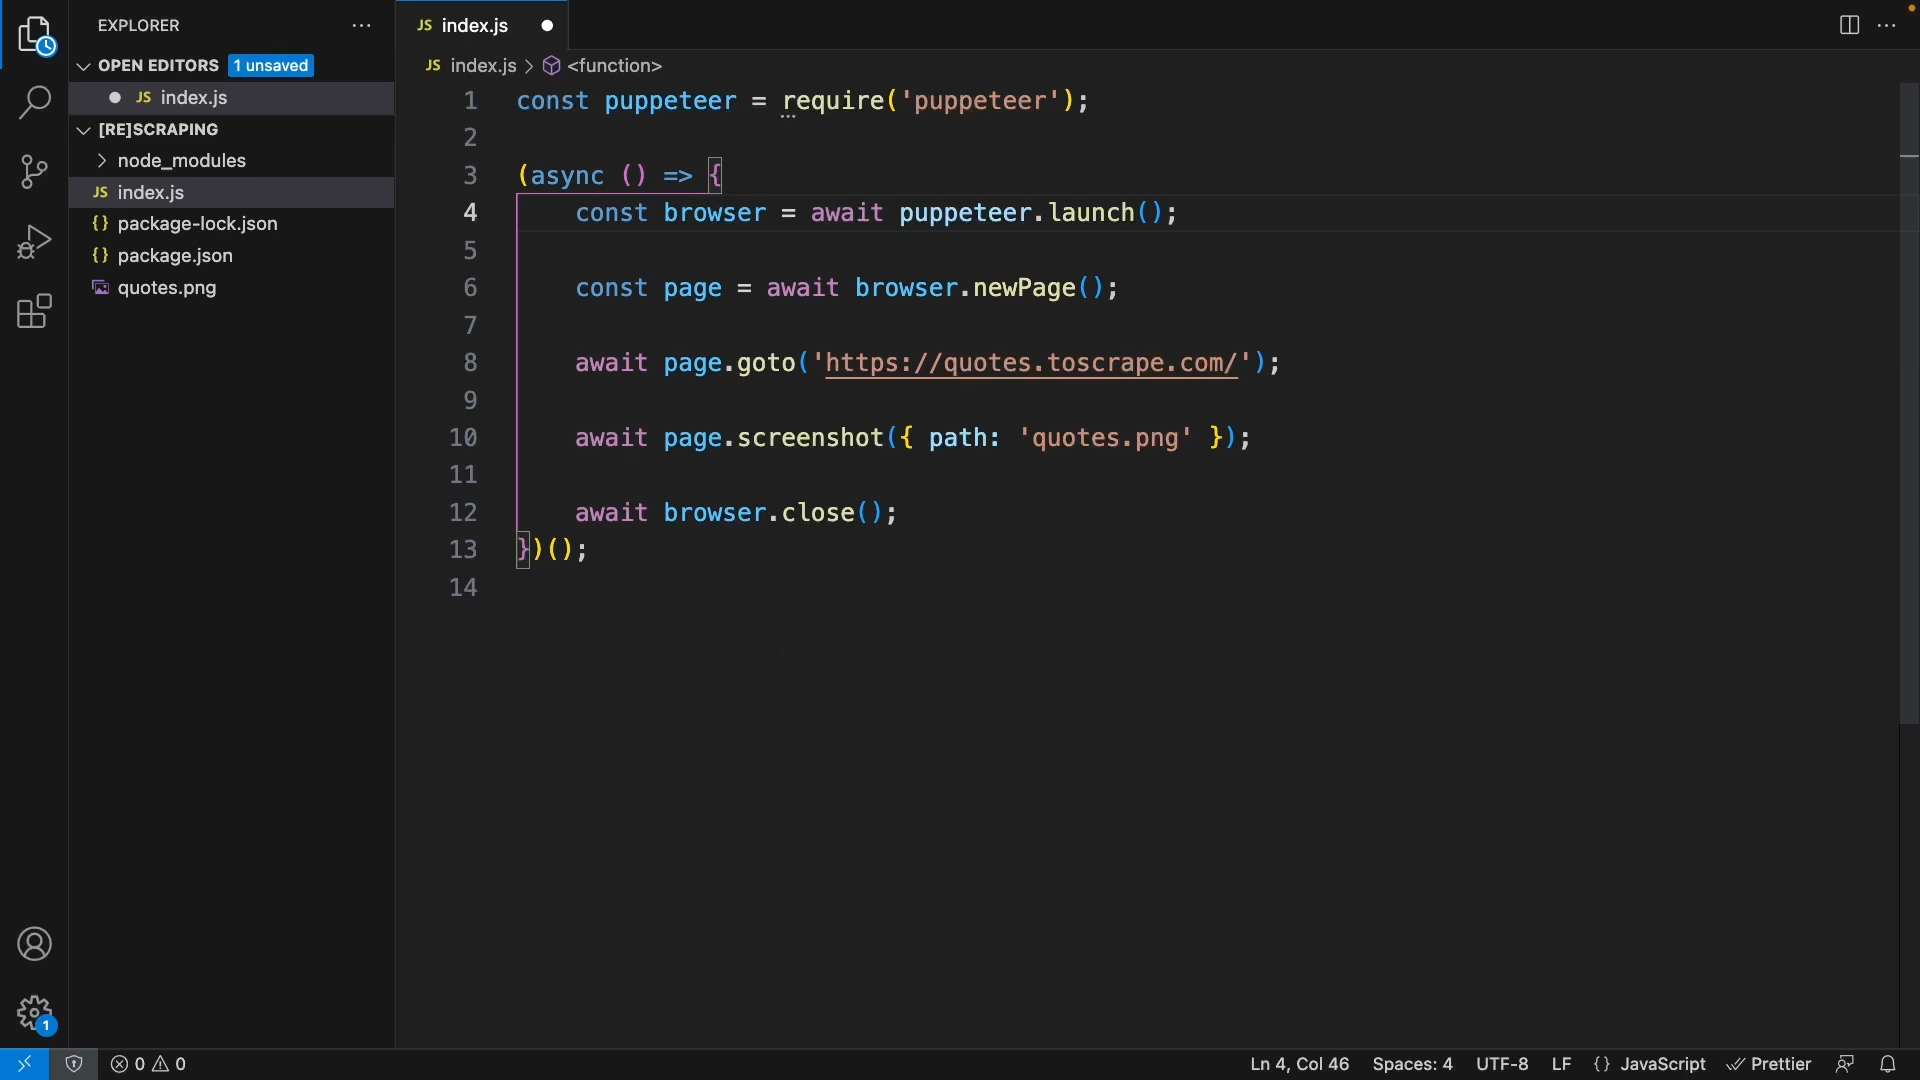 EXPLORER
OPEN EDITORS 1 unsaved
JS index.js
[RE]SCRAPING
node_modules
JS index.js
{} package-lock.json
{} package.json
quotes.png
1
JS index.js
JS index.js > <function>
1 const puppeteer = require('puppeteer');
2
3 (async () => {
4 const browser = await puppeteer.launch();
5
6 const page = await browser.newPage();
7
8 await page.goto('https://quotes.toscrape.com/');
9
10 await page.screenshot({ path: 'quotes.png' });
11
12 await browser.close();
13 })();
14
0 0 Ln 4, Col 46 Spaces: 4 UTF-8 LF {} JavaScript Prettier